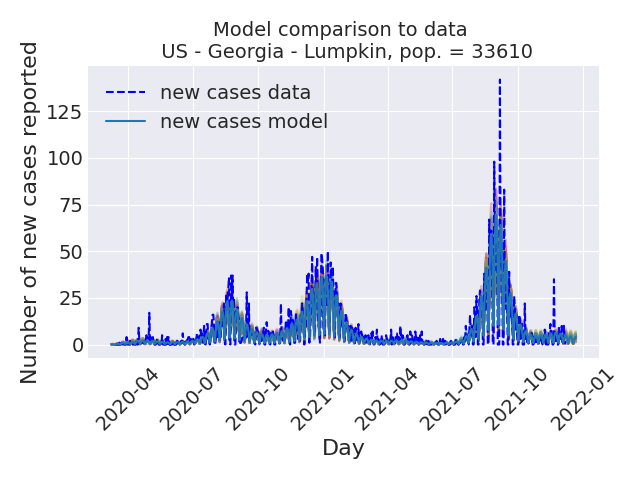 Model comparison to data
US - Georgia - Lumpkin, pop. = 33610
Number of new cases reported
new cases data
new cases model
125
100
75
50
25
0
2020-04
2020-07
2020-10
2021-01
2021-04
2021-07
2021-10
2022-01
Day